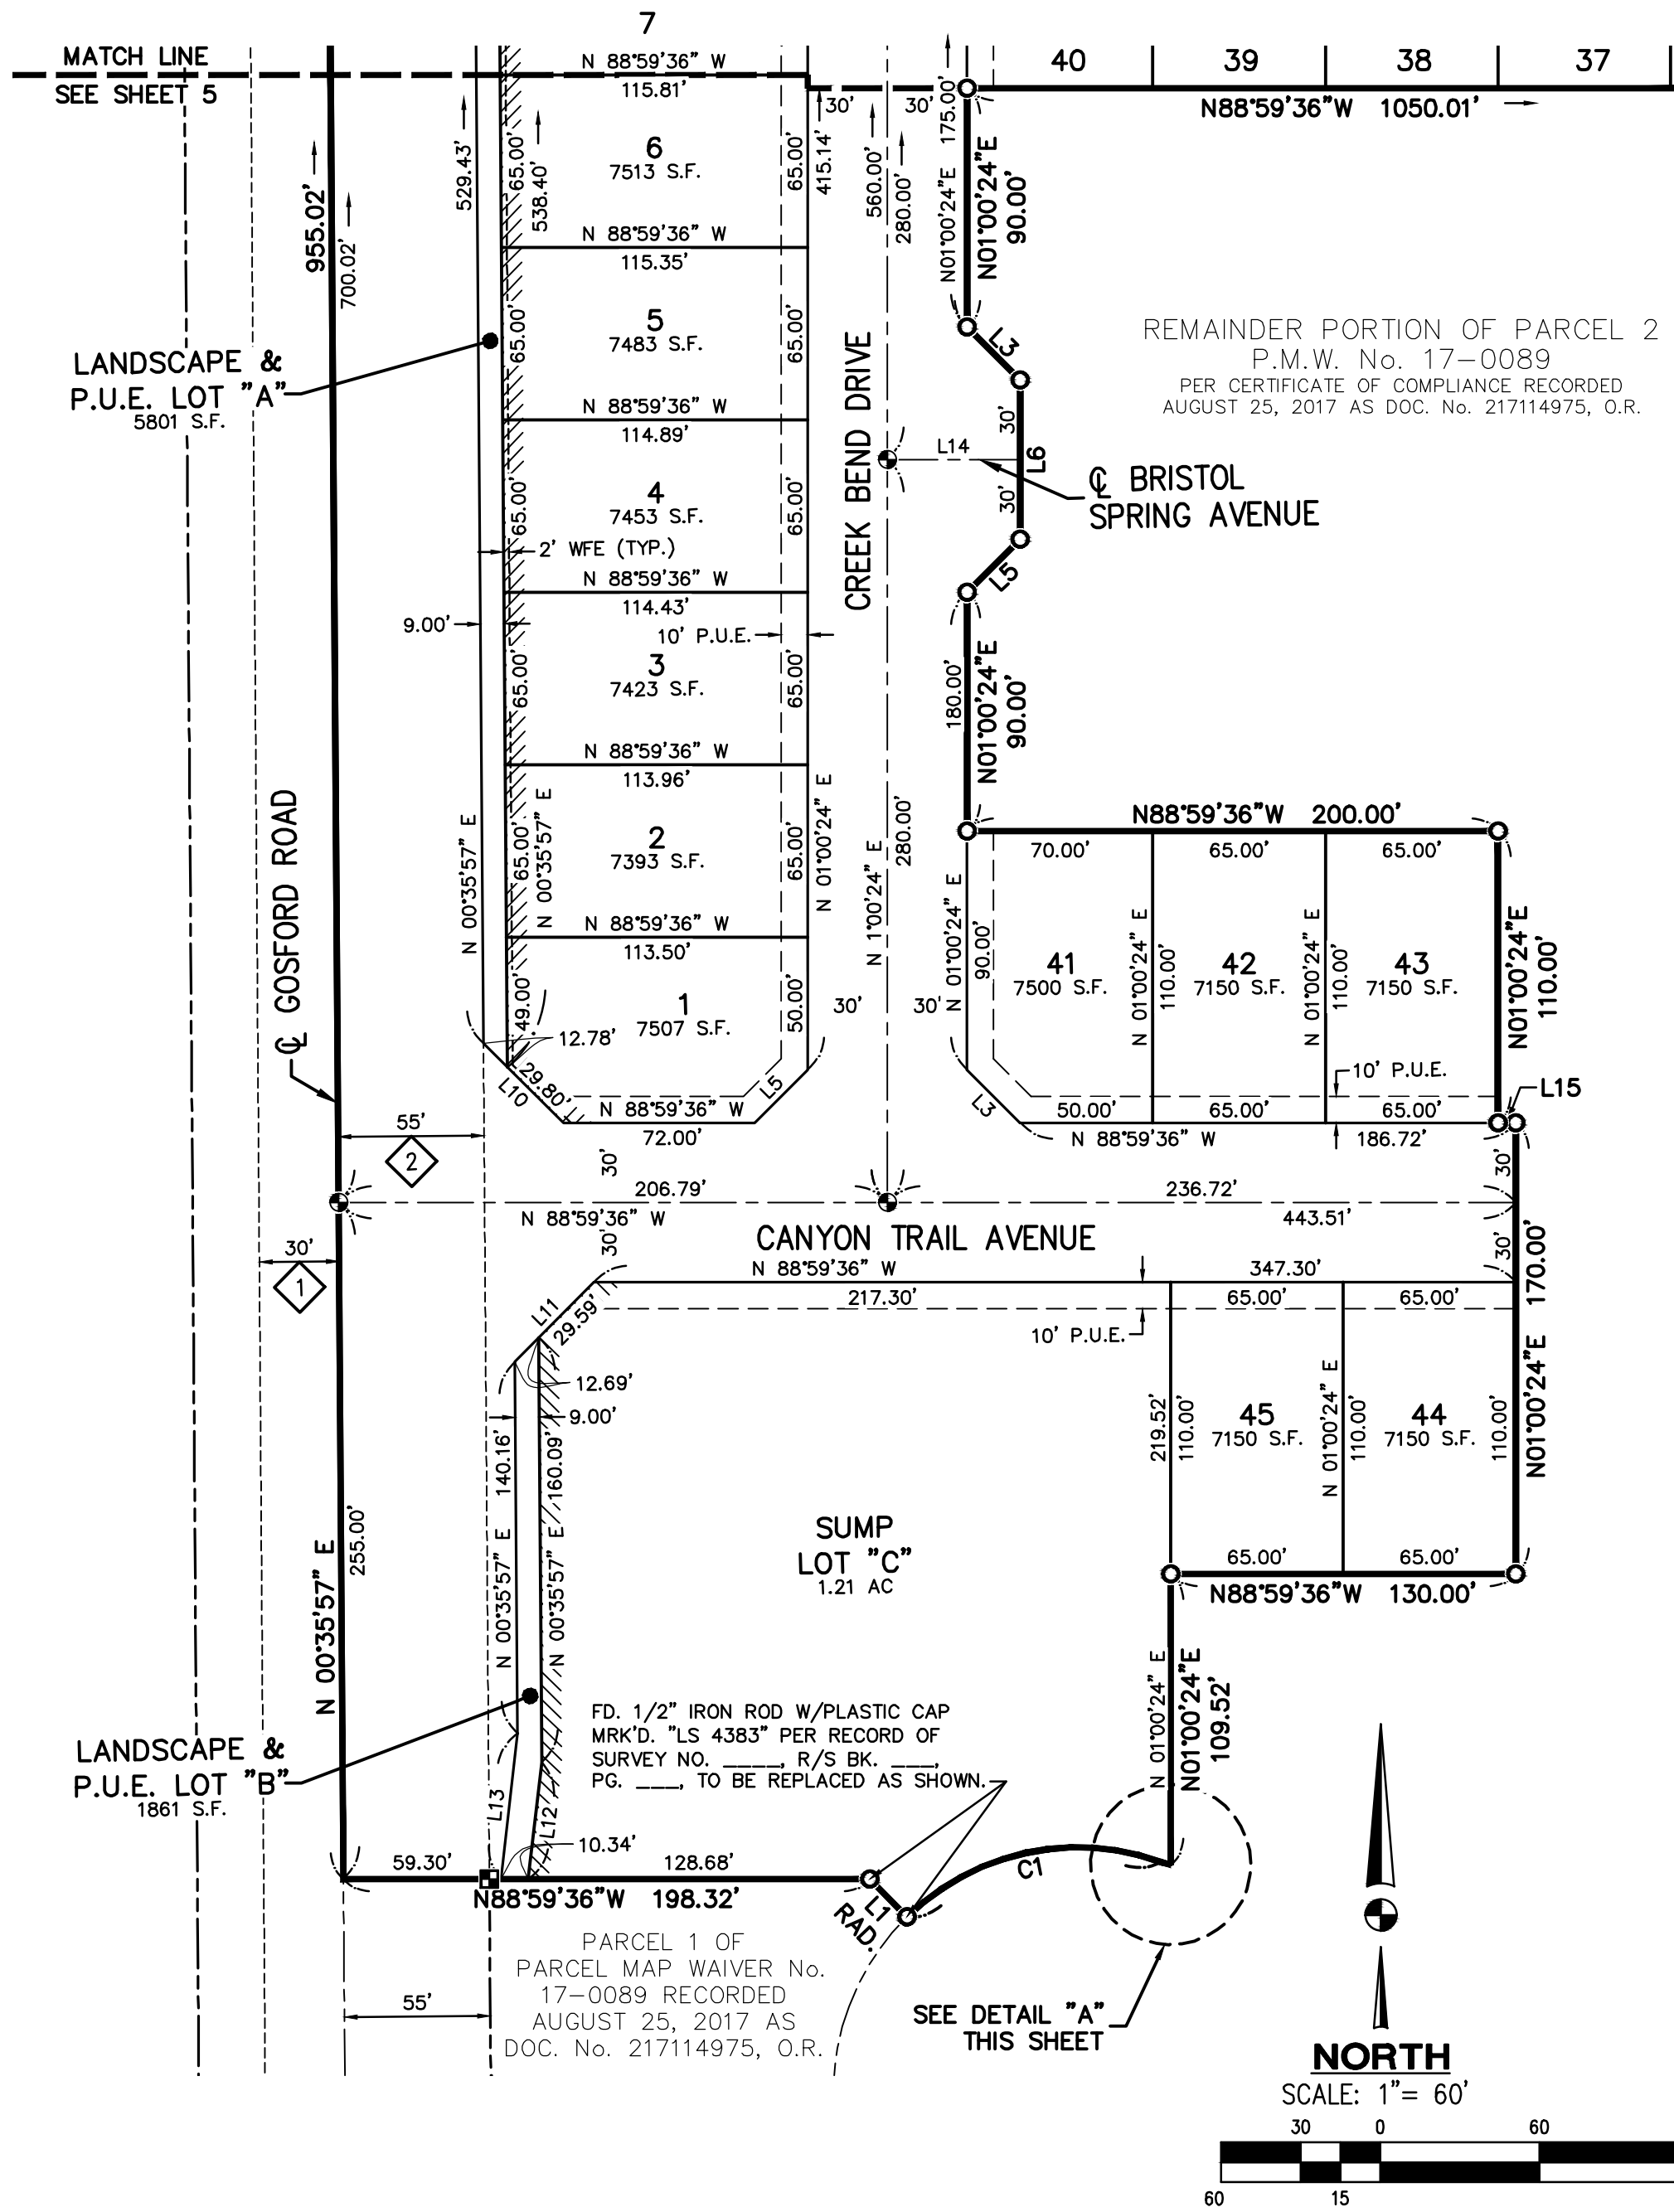 7
MATCH LINE
SEE SHEET 5
N 88°59'36" W
115.81'
40
39
38
37
30'
30'
N88°59'36"W 1050.01'
955.02'
700.02'
529.43'
65.00'
538.40'
6
7513 S.F.
65.00'
415.14'
560.00'
280.00'
N01°00'24"E 175.00'
N01°00'24"E
90.00'
N 88°59'36" W
115.35'
LANDSCAPE &
P.U.E. LOT "A"
5801 S.F.
65.00'
5
7483 S.F.
65.00'
L3
REMAINDER PORTION OF PARCEL 2
P.M.W. No. 17-0089
PER CERTIFICATE OF COMPLIANCE RECORDED
AUGUST 25, 2017 AS DOC. No. 217114975, O.R.
N 88°59'36" W
114.89'
CREEK BEND DRIVE
L14
30'
L6
30'
℄ BRISTOL
SPRING AVENUE
65.00'
4
7453 S.F.
65.00'
2' WFE (TYP.)
N 88°59'36" W
114.43'
L5
9.00'
10' P.U.E.
65.00'
3
7423 S.F.
65.00'
180.00'
N01°00'24"E
90.00'
N 88°59'36" W
113.96'
℄ GOSFORD ROAD
N 00°35'57" E
65.00'
N 00°35'57" E
2
7393 S.F.
65.00'
N 01°00'24" E
N 1°00'24" E
280.00'
N88°59'36"W 200.00'
70.00'
65.00'
65.00'
N 88°59'36" W
113.50'
N 01°00'24" E
90.00'
41
7500 S.F.
N 01°00'24" E
110.00'
42
7150 S.F.
N 01°00'24" E
110.00'
43
7150 S.F.
N01°00'24"E
110.00'
49.00'
1
7507 S.F.
50.00'
30'
30'
12.78'
29.80'
L10
L5
N 88°59'36" W
72.00'
L3
10' P.U.E.
L15
50.00'
65.00'
65.00'
N 88°59'36" W
186.72'
55'
2
30'
30'
206.79'
236.72'
N 88°59'36" W
443.51'
30'
1
30'
30'
CANYON TRAIL AVENUE
N 88°59'36" W
347.30'
217.30'
65.00'
65.00'
L11
29.59'
10' P.U.E.
12.69'
9.00'
N01°00'24"E 170.00'
140.16'
160.09'
219.52'
110.00'
45
7150 S.F.
N 01°00'24" E
110.00'
44
7150 S.F.
110.00'
N 00°35'57" E
255.00'
N 00°35'57" E
N 00°35'57" E
SUMP
LOT "C"
1.21 AC
65.00'
65.00'
N88°59'36"W 130.00'
N 01°00'24" E
N01°00'24"E
109.52'
LANDSCAPE &
P.U.E. LOT "B"
1861 S.F.
FD. 1/2" IRON ROD W/PLASTIC CAP
MRK'D. "LS 4383" PER RECORD OF
SURVEY NO. ____, R/S BK. ___,
PG. ___, TO BE REPLACED AS SHOWN.
L13
L12
10.34'
59.30'
128.68'
N88°59'36"W 198.32'
L1
RAD.
C1
PARCEL 1 OF
PARCEL MAP WAIVER No.
17-0089 RECORDED
AUGUST 25, 2017 AS
DOC. No. 217114975, O.R.
55'
SEE DETAIL "A"
THIS SHEET
NORTH
SCALE: 1"= 60'
30
0
60
60
15